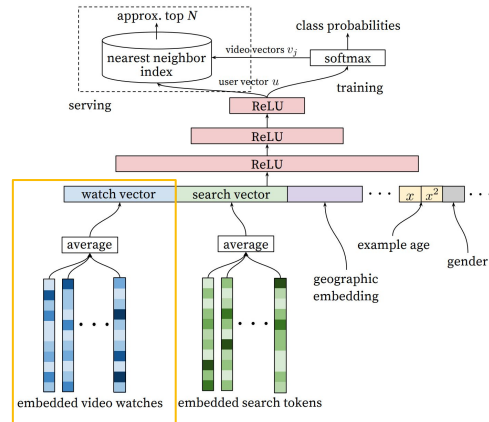 approx. top N
class probabilities
nearest neighbor
index
video vectors vj
softmax
user vector u
serving
training
ReLU
ReLU
ReLU
watch vector
search vector
• • •
x
x²
• • •
average
average
example age
gender
geographic
embedding
• • •
• • •
embedded video watches
embedded search tokens